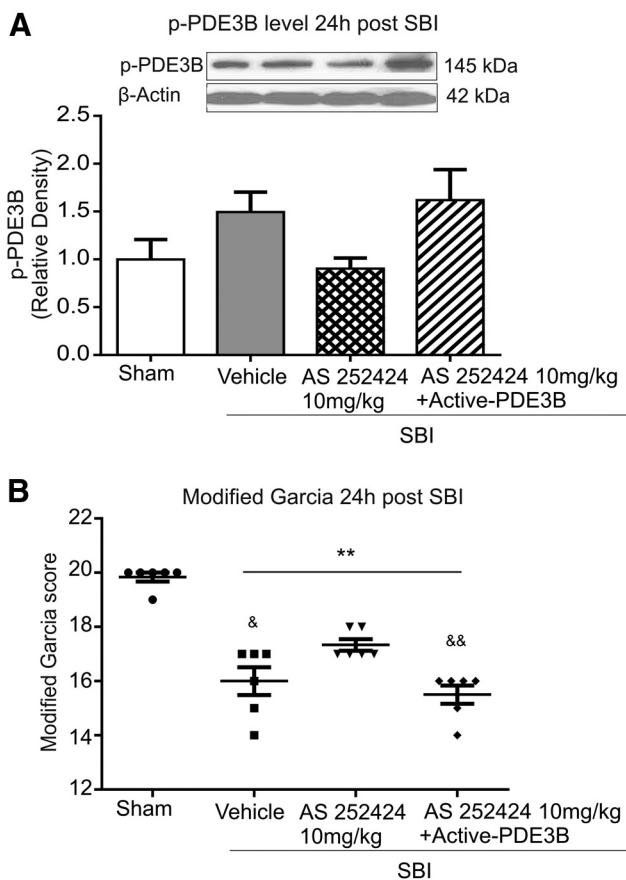 A
p-PDE3B level 24h post SBI
p-PDE3B
145 kDa
β-Actin
42 kDa
2.5
2.0
1.5
1.0
0.5
0.0
p-PDE3B
(Relative Density)
Sham
Vehicle
AS 252424
10mg/kg
AS 252424 10mg/kg
+Active-PDE3B
SBI
B
Modified Garcia 24h post SBI
22
20
18
16
14
12
Modified Garcia score
**
&
&&
Sham
Vehicle
AS 252424
10mg/kg
AS 252424 10mg/kg
+Active-PDE3B
SBI